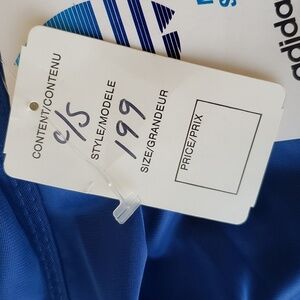 CONTENT/CONTENU
c/s
STYLE/MODELE
199
SIZE/GRANDEUR
PRICE/PRIX
adidas